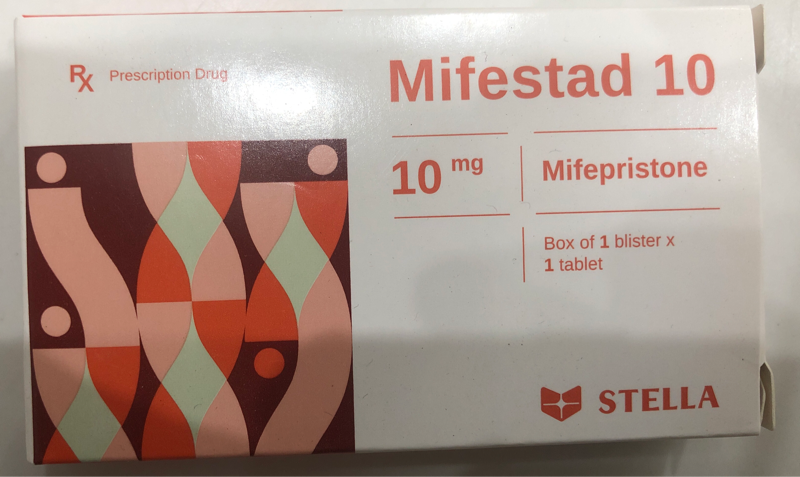 Rx Prescription Drug
Mifestad 10
10 mg
Mifepristone
Box of 1 blister x
1 tablet
STELLA